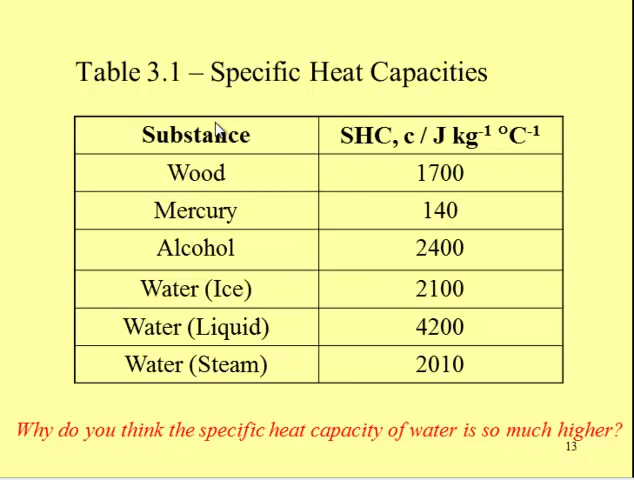 Table 3.1 – Specific Heat Capacities
Substance SHC, c / J kg⁻¹ °C⁻¹
Wood 1700
Mercury 140
Alcohol 2400
Water (Ice) 2100
Water (Liquid) 4200
Water (Steam) 2010
Why do you think the specific heat capacity of water is so much higher?
13